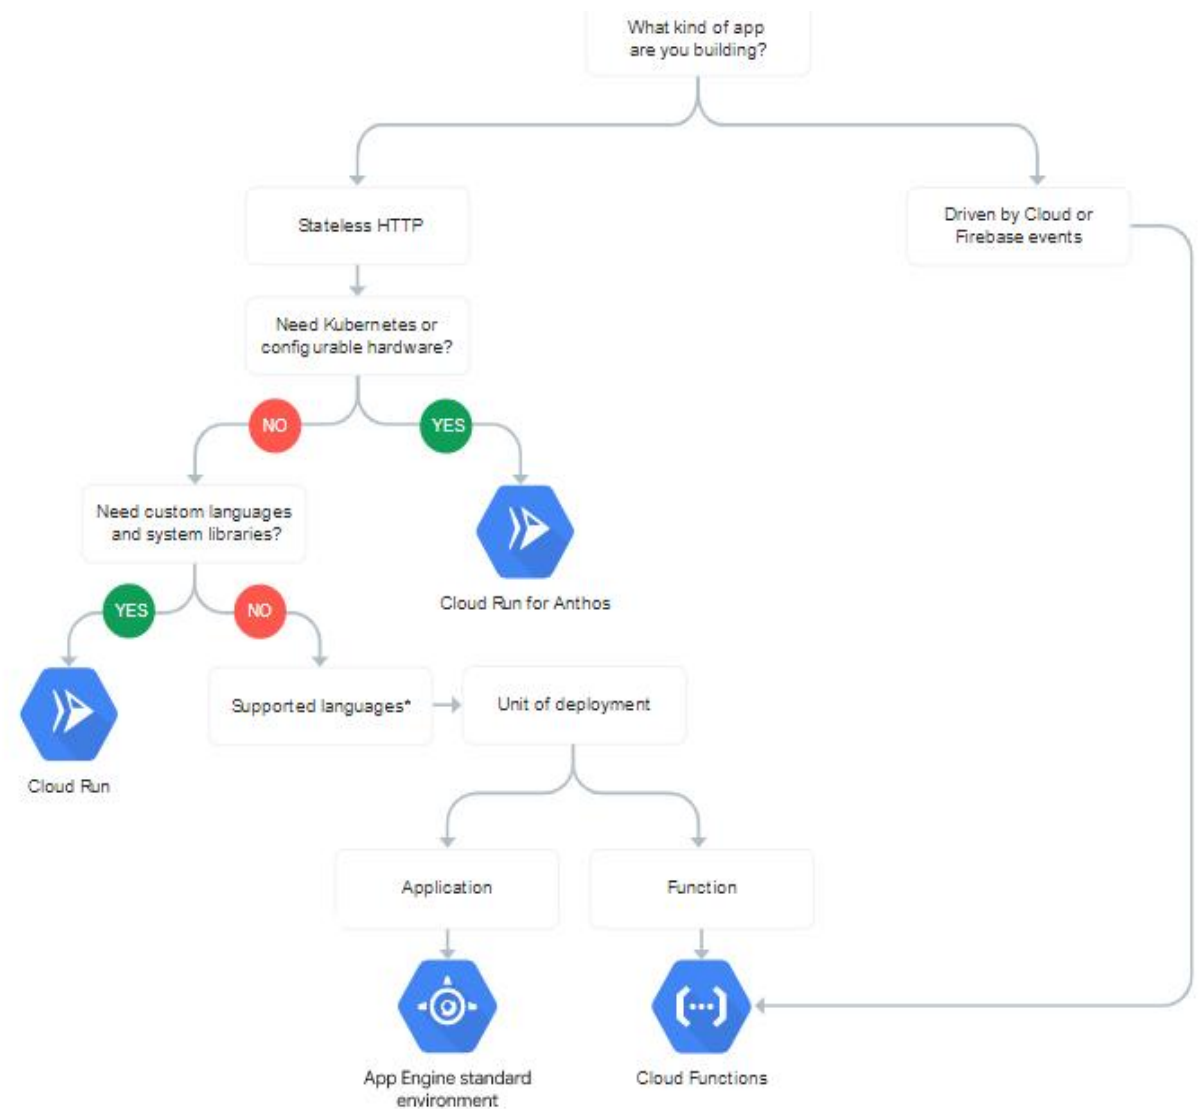 What kind of app
are you building?
Stateless HTTP
Driven by Cloud or
Firebase events
Need Kubernetes or
configurable hardware?
NO
YES
Need custom languages
and system libraries?
Cloud Run for Anthos
YES
NO
Supported languages*
Unit of deployment
Cloud Run
Application
Function
App Engine standard
environment
Cloud Functions